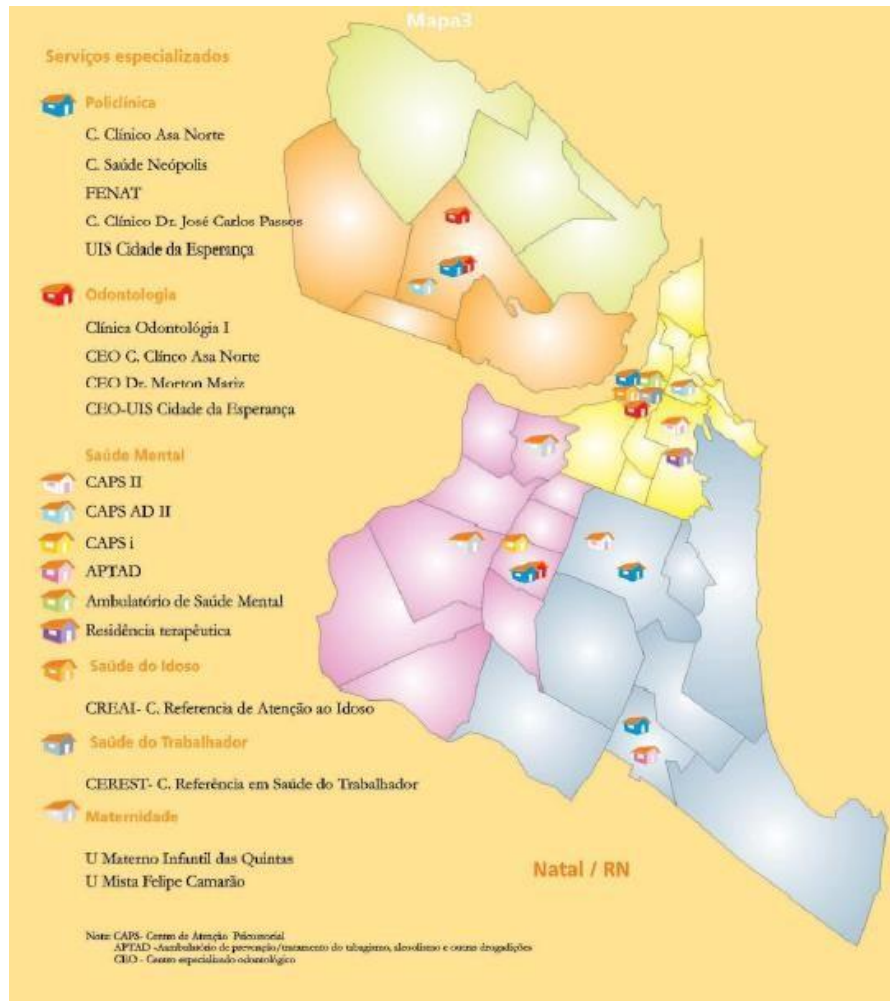 Mapa3
Serviços especializados
Policlínica
C. Clínico Asa Norte
C. Saúde Neópolis
FENAT
C. Clínico Dr. José Carlos Passos
UIS Cidade da Esperança
Odontologia
Clínica Odontológia I
CEO C. Clínco Asa Norte
CEO Dr. Morton Mariz
CEO-UIS Cidade da Esperança
Saúde Mental
CAPS II
CAPS AD II
CAPS i
APTAD
Ambulatório de Saúde Mental
Residência terapêutica
Saúde do Idoso
CREAI- C. Referencia de Atenção ao Idoso
Saúde do Trabalhador
CEREST- C. Referência em Saúde do Trabalhador
Maternidade
U Materno Infantil das Quintas
U Mista Felipe Camarão
Natal / RN
Nota: CAPS- Centro de Atenção Psicosorial
APTAD -Aambulatório de prevenção/tratamento do tabagismo, alcoolismo e outras drogadições
CEO - Centro especializado odontológico